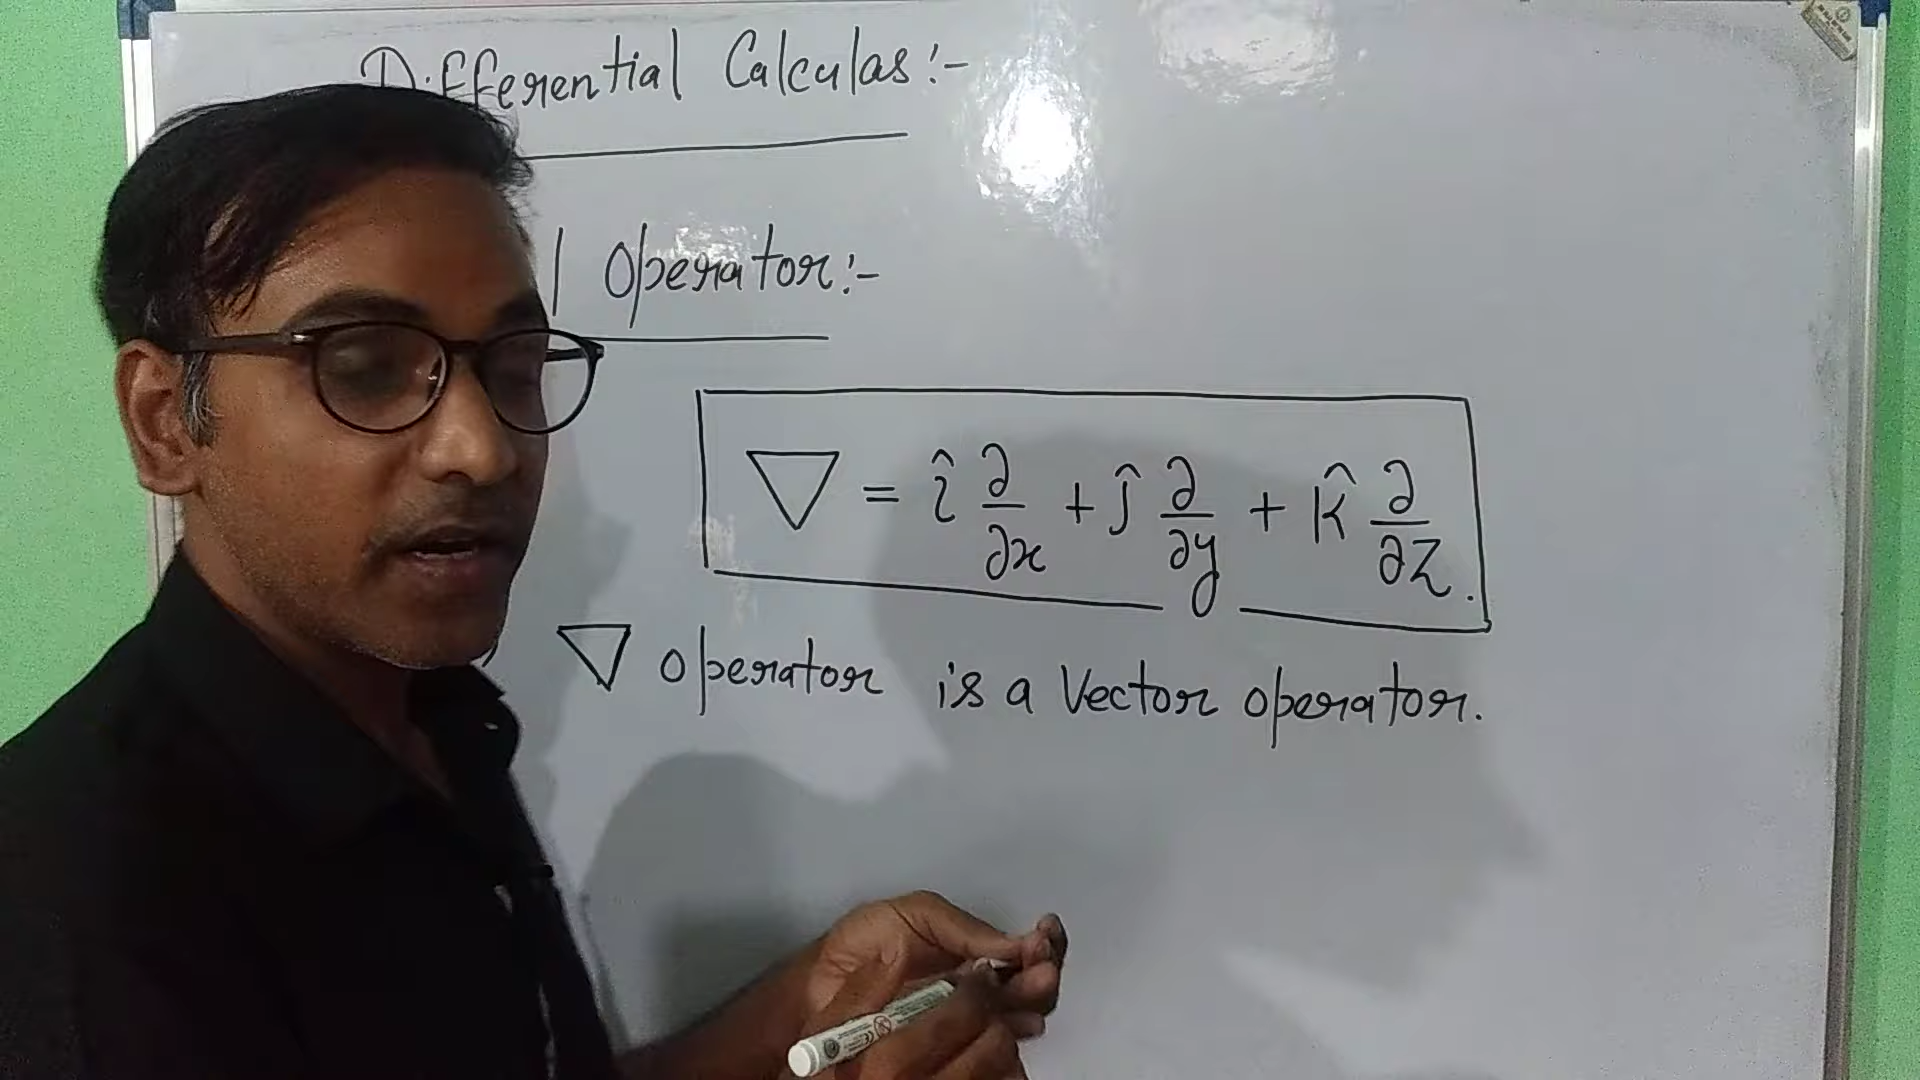 Differential Calculas:-
Operator:-
∇ = î ∂/∂x + ĵ ∂/∂y + k̂ ∂/∂z.
∇ operator is a Vector operator.